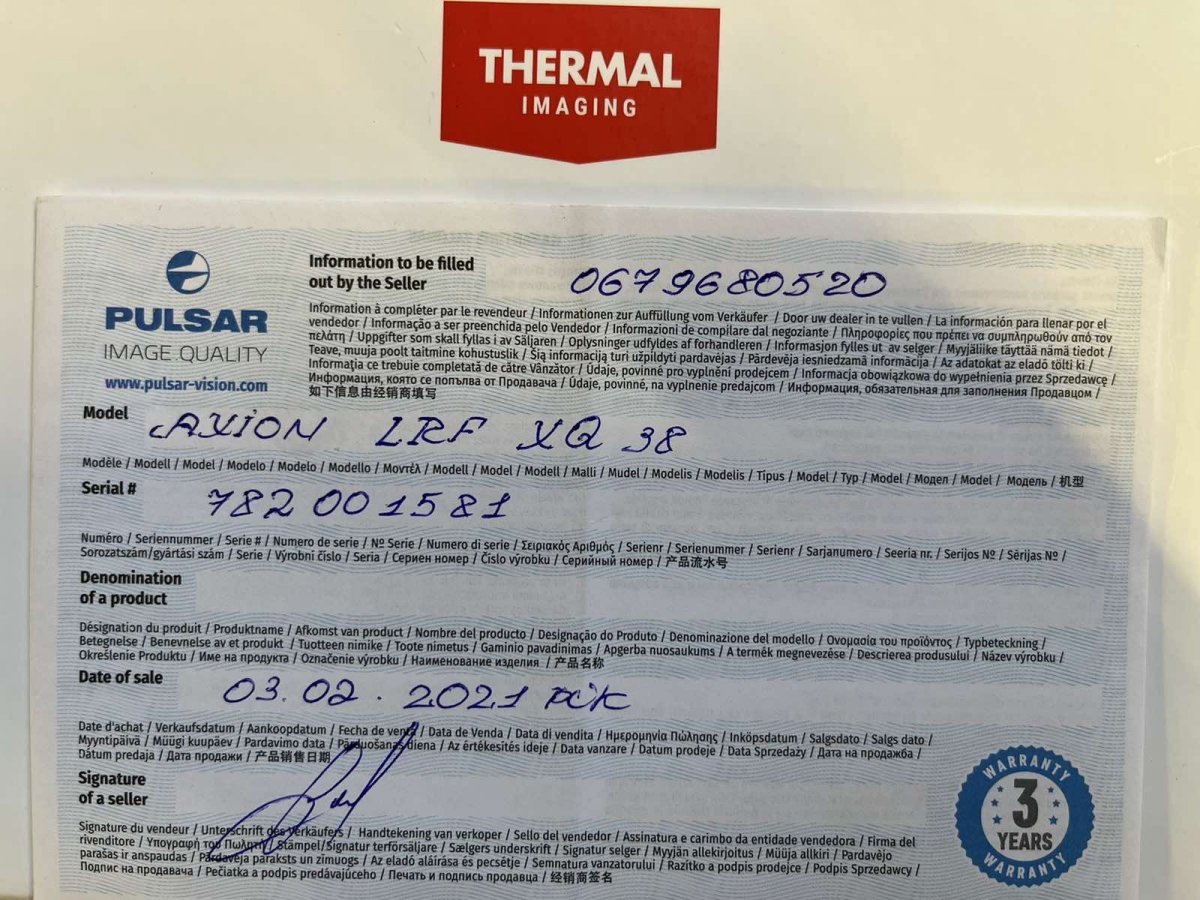 THERMAL
IMAGING
PULSAR
IMAGE QUALITY
www.pulsar-vision.com
Information to be filled
out by the Seller
0679680520
Information à compléter par le revendeur / Informationen zur Auffüllung vom Verkäufer / Door uw dealer in te vullen / La información para llenar por el
vendedor / Informação a ser preenchida pelo Vendedor / Informazioni de compilare dal negoziante / Πληροφορίες που πρέπει να συμπληρωθούν από τον
πελάτη / Uppgifter som skall fyllas i av Säljaren / Oplysninger udfyldes af forhandleren / Informasjon fylles ut av selger / Myyjäliike täyttää nämä tiedot /
Teave, muuja poolt taitmine kohustuslik / Šią informaciją turi užpildyti pardavėjas / Pārdevēja iesniedzamā informācija / Az adatokat az eladó tölti ki /
Informația ce trebuie completată de către Vânzător / Údaje, povinné pro vyplnění prodejcem / Informacja obowiązkowa do wypełnienia przez Sprzedawcę /
Информация, която се попълва от Продавача / Údaje, povinné, na vyplnenie predajcom / Информация, обязательная для заполнения Продавцом /
如下信息由经销商填写
Model
AXION LRF XQ 38
Modèle / Modell / Model / Modelo / Modelo / Modello / Μοντέλ / Modell / Model / Modell / Malli / Mudel / Modelis / Modelis / Típus / Model / Typ / Model / Модел / Model / Модель / 机型
Serial #
782001581
Numéro / Seriennummer / Serie # / Numero de serie / Nº Serie / Numero di serie / Σειριακός Αριθμός / Serienr / Serienummer / Serienr / Sarjanumero / Seeria nr. / Serijos Nº / Sērijas Nº /
Sorozatszám/gyártási szám / Serie / Výrobní číslo / Seria / Сериен номер / Číslo výrobku / Серийный номер / 产品流水号
Denomination
of a product
Désignation du produit / Produktname / Afkomst van product / Nombre del producto / Designação do Produto / Denominazione del modello / Ονομασία του προϊόντος / Typbeteckning /
Betegnelse / Benevnelse av et produkt / Tuotteen nimike / Toote nimetus / Gaminio pavadinimas / Apgerba nuosaukums / A termék megnevezése / Descrierea produsului / Název výrobku /
Określenie Produktu / Име на продукта / Označenie výrobku / Наименование изделия / 产品名称
Date of sale
03.02.2021 рік
Date d'achat / Verkaufsdatum / Aankoopdatum / Fecha de venta / Data de Venda / Data di vendita / Ημερομηνία Πώλησης / Inköpsdatum / Salgsdato / Salgs dato /
Myyntipäivä / Müügi kuupäev / Pardavimo data / Pārduošanas diena / Az értékesítés ideje / Data vanzare / Datum prodeje / Data Sprzedaży / Дата на продажба /
Dátum predaja / Дата продажи / 产品销售日期
Signature
of a seller
Signature du vendeur / Unterschrift des Verkäufers / Handtekening van verkoper / Sello del vendedor / Assinatura e carimbo da entidade vendedora / Firma del
rivenditore / Υπογραφή του Πωλητή / Stämpel/Signatur terförsäljare / Sælgers underskrift / Signatur selger / Myyjän allekirjoitus / Müüja allkiri / Pardavėjo
parašas ir anspaudas / Pārdavēja paraksts un zimuogs / Az eladó aláírása és pecsétje / Semnatura vanzatorului / Razítko a podpis prodejce / Podpis Sprzedawcy /
Подпис на продавача / Pečiatka a podpis predávajúceho / Печать и подпись продавца / 经销商签名
WARRANTY
3
YEARS
WARRANTY